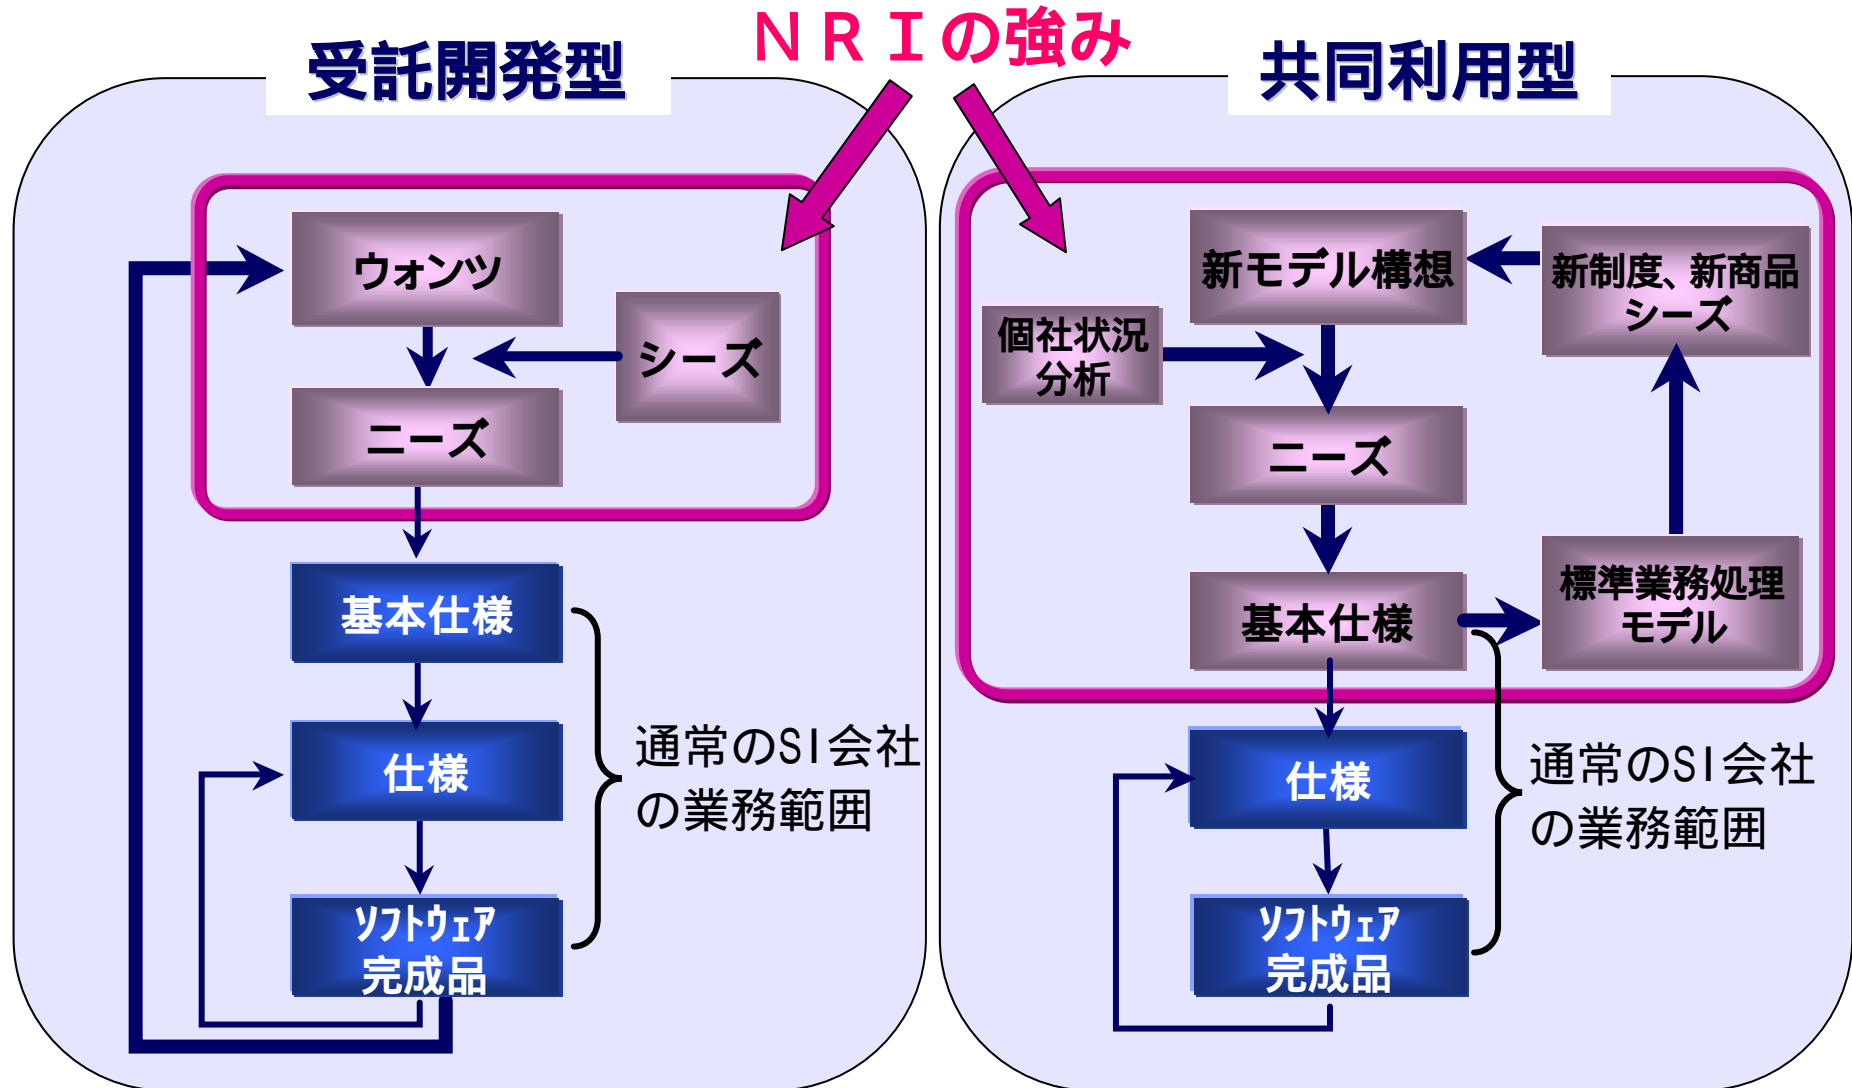 ＮＲＩの強み
受託開発型
ウォンツ
シーズ
ニーズ
基本仕様
仕様
通常のSI会社
の業務範囲
ｿﾌﾄｳｪｱ
完成品
共同利用型
新モデル構想
新制度、新商品
シーズ
個社状況
分析
ニーズ
基本仕様
標準業務処理
モデル
仕様
通常のSI会社
の業務範囲
ｿﾌﾄｳｪｱ
完成品